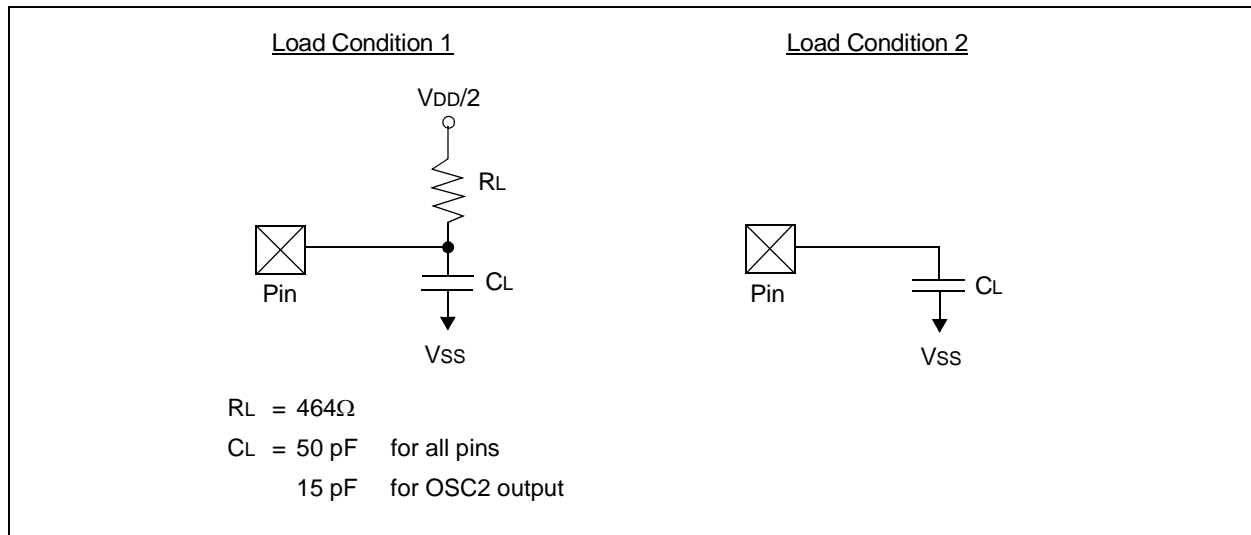 Load Condition 1
Load Condition 2
VDD/2
RL
Pin
CL
VSS
Pin
CL
VSS
RL = 464Ω
CL = 50 pF for all pins
15 pF for OSC2 output